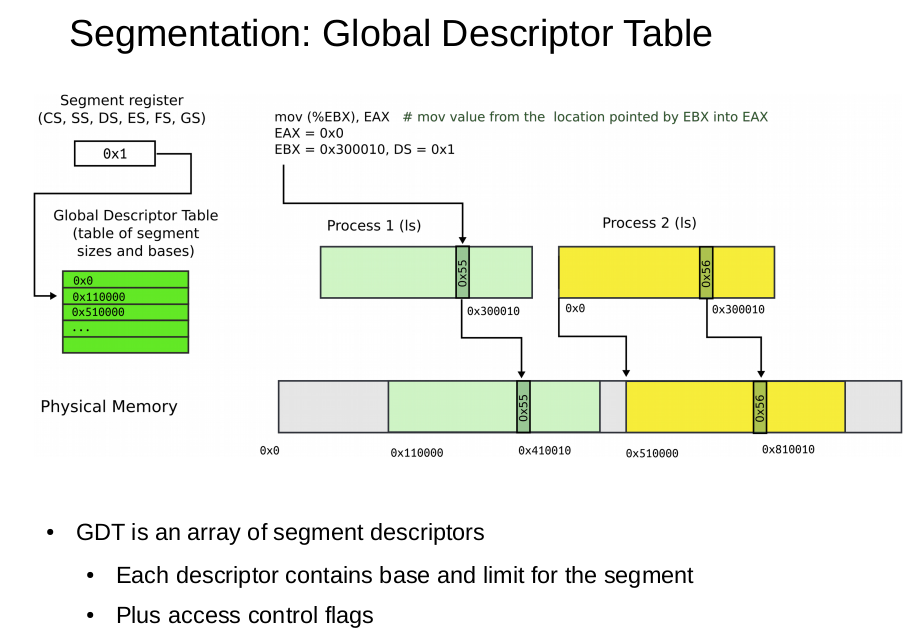 Segmentation: Global Descriptor Table
Segment register
(CS, SS, DS, ES, FS, GS)
0x1
mov (%EBX), EAX # mov value from the location pointed by EBX into EAX
EAX = 0x0
EBX = 0x300010, DS = 0x1
Global Descriptor Table
(table of segment
sizes and bases)
0x0
0x110000
0x510000
...
Process 1 (ls)
0x55
0x300010
Process 2 (ls)
0x56
0x0
0x300010
Physical Memory
0x55
0x56
0x0
0x110000
0x410010
0x510000
0x810010
• GDT is an array of segment descriptors
• Each descriptor contains base and limit for the segment
• Plus access control flags